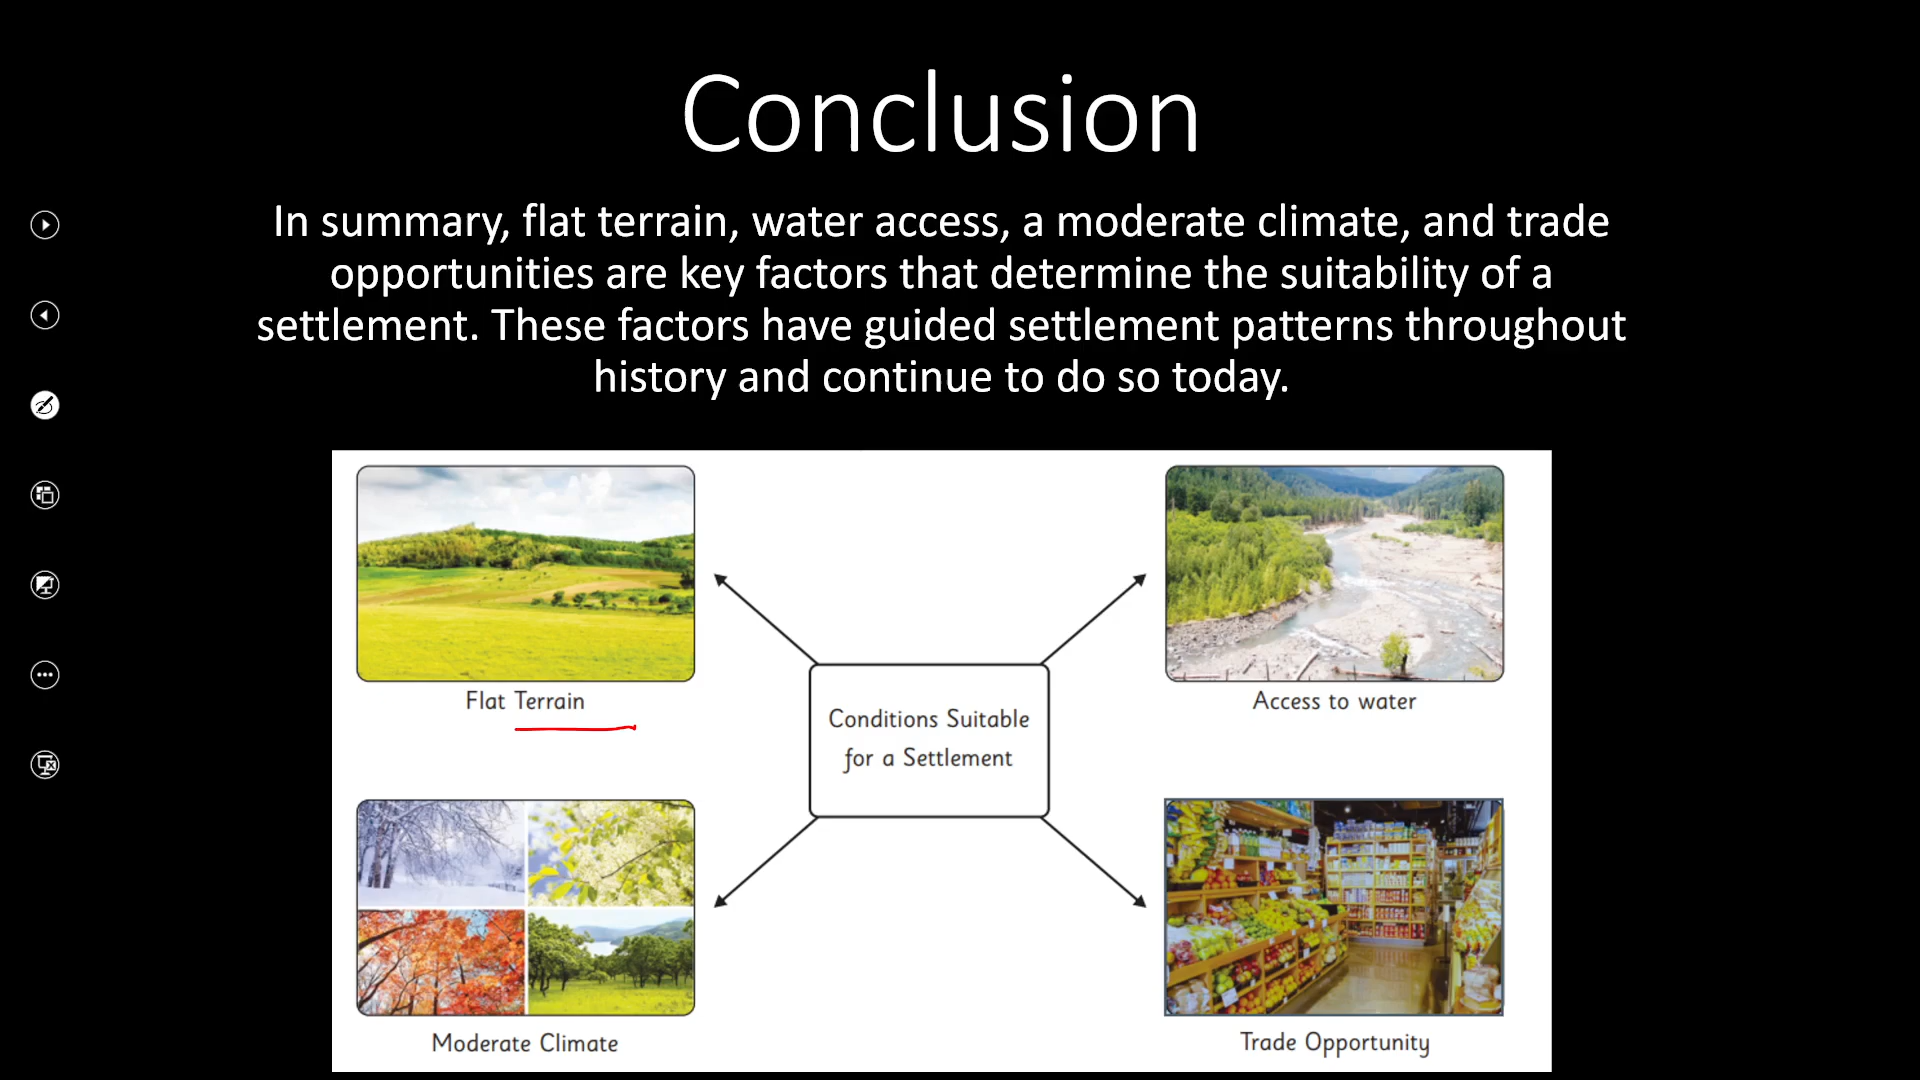 Conclusion
In summary, flat terrain, water access, a moderate climate, and trade
opportunities are key factors that determine the suitability of a
settlement. These factors have guided settlement patterns throughout
history and continue to do so today.
Flat Terrain
Access to water
Conditions Suitable
for a Settlement
Moderate Climate
Trade Opportunity